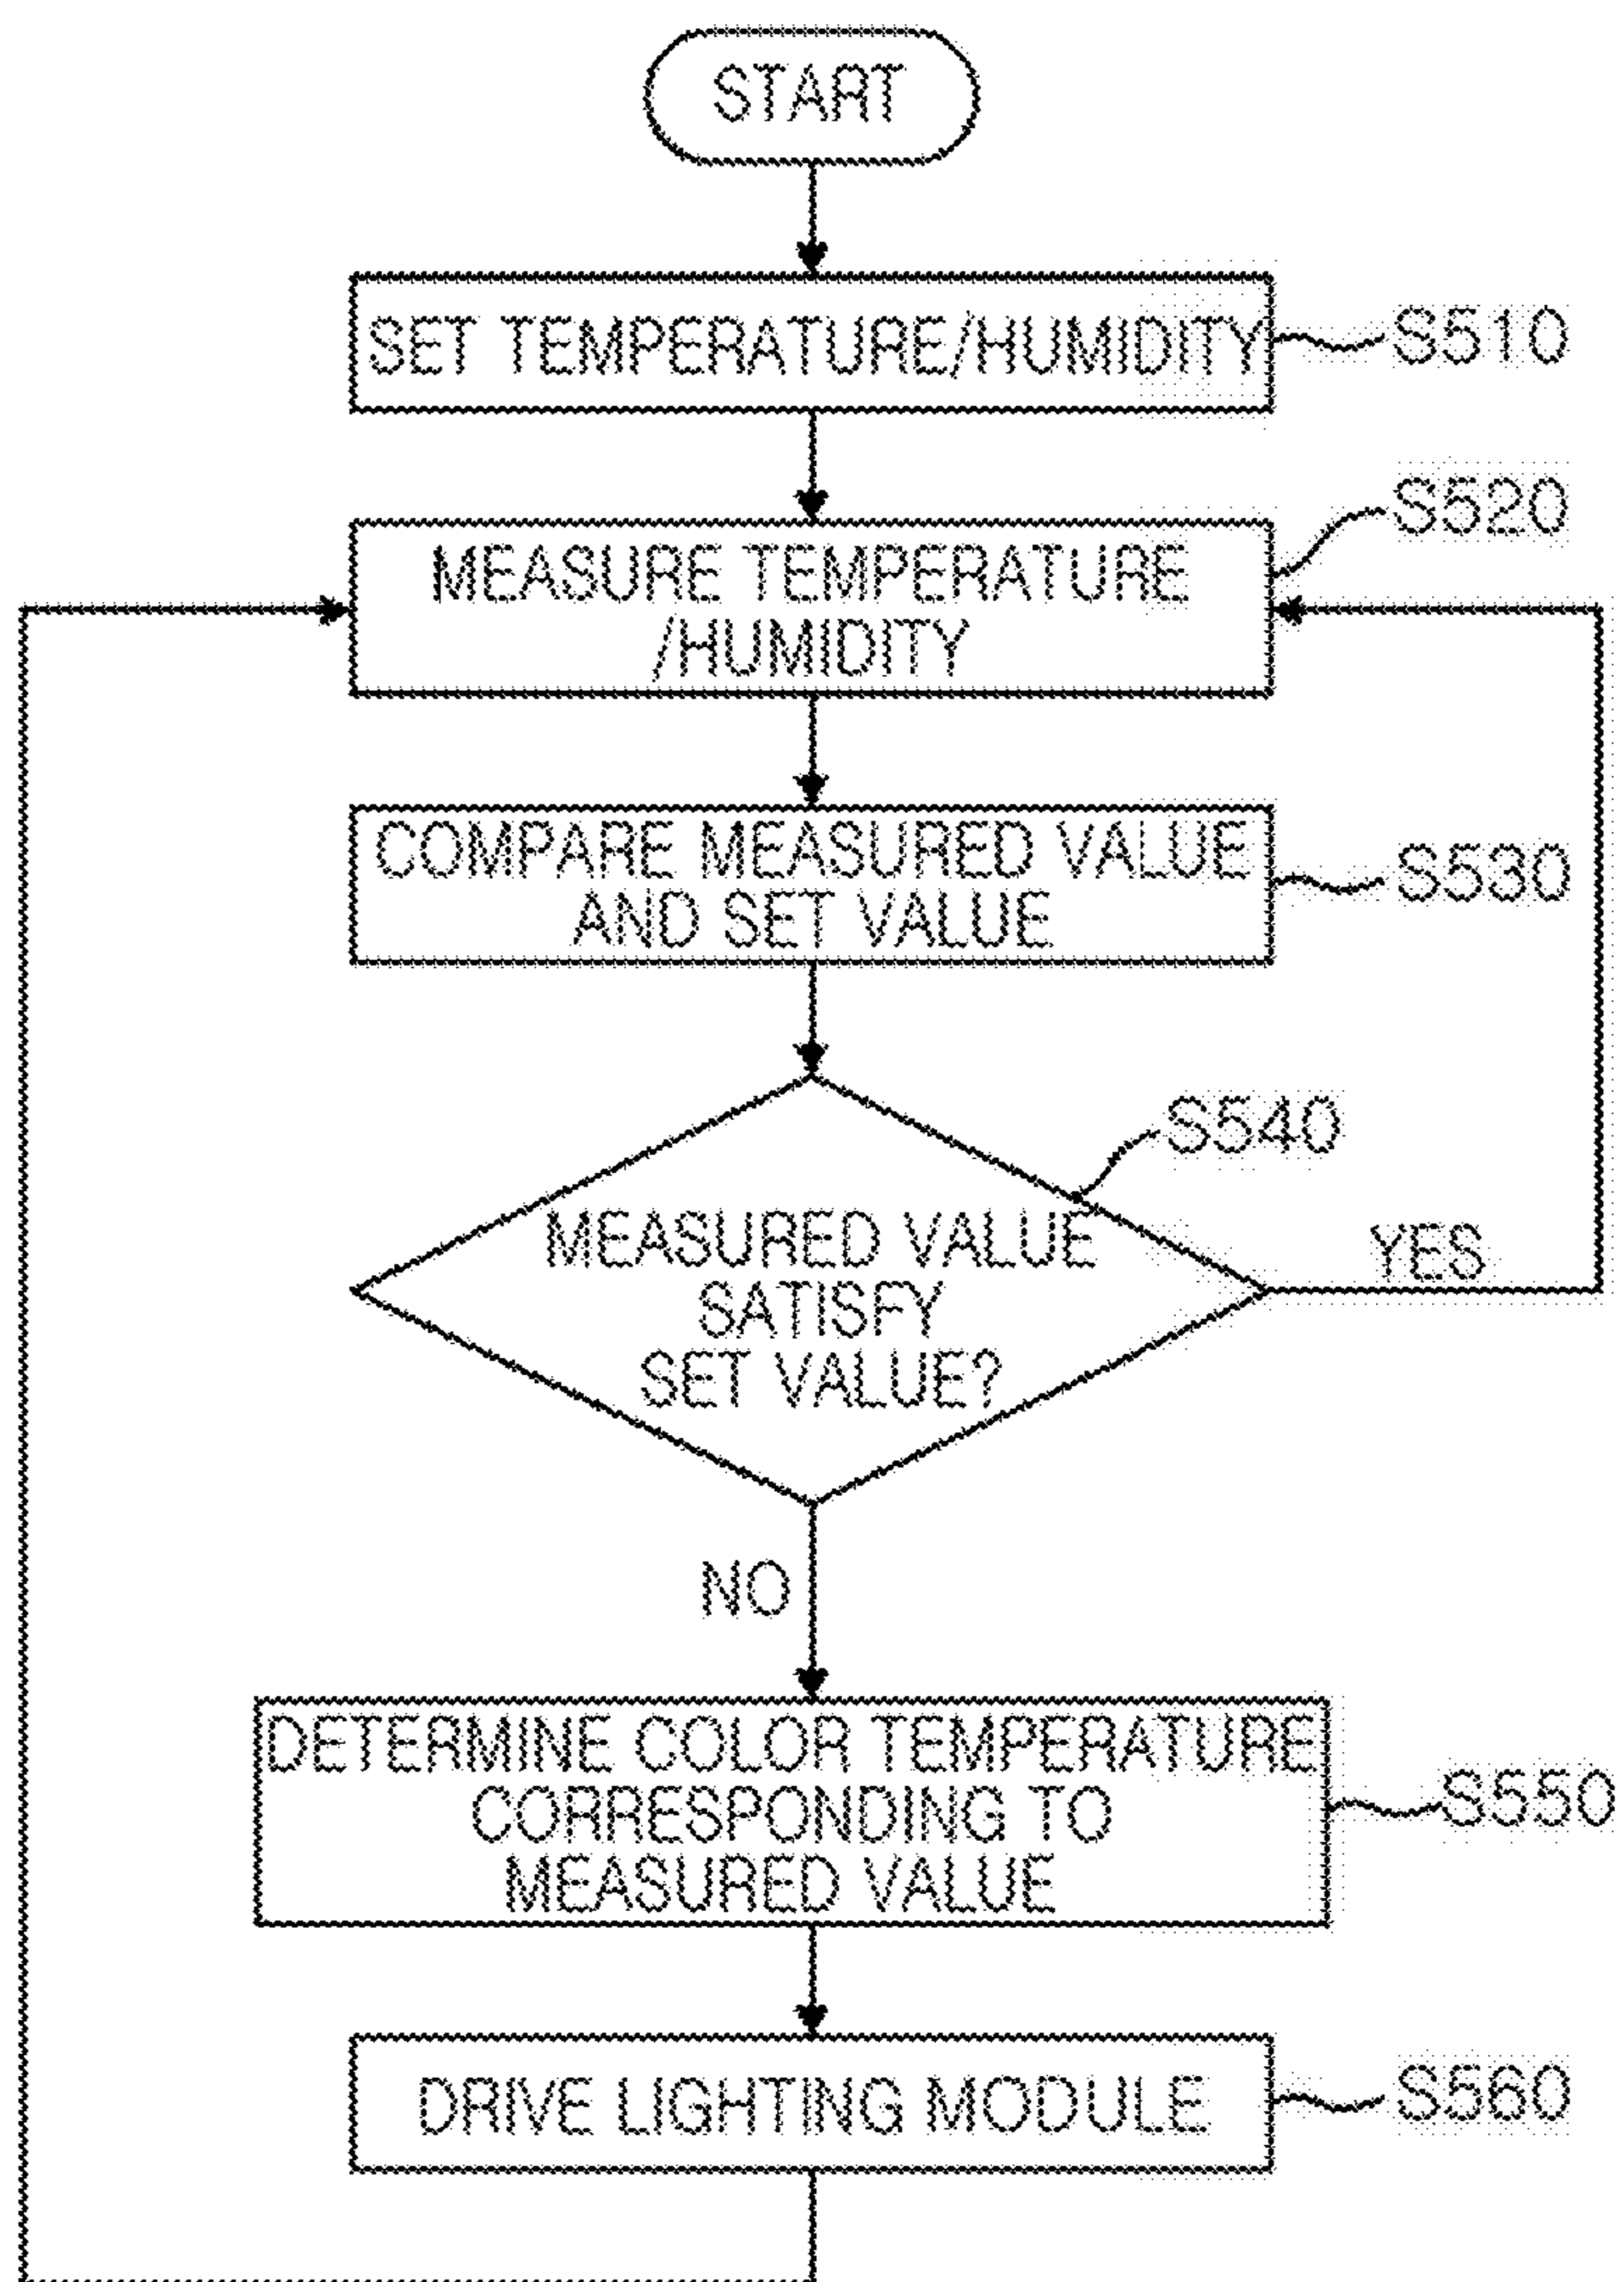 START
SET TEMPERATURE/HUMIDITY
S510
S520
MEASURE TEMPERATURE
/HUMIDITY
COMPARE MEASURED VALUE
AND SET VALUE
S530
S540
MEASURED VALUE
SATISFY
SET VALUE?
YES
NO
DETERMINE COLOR TEMPERATURE
CORRESPONDING TO
MEASURED VALUE
S550
DRIVE LIGHTING MODULE
S560